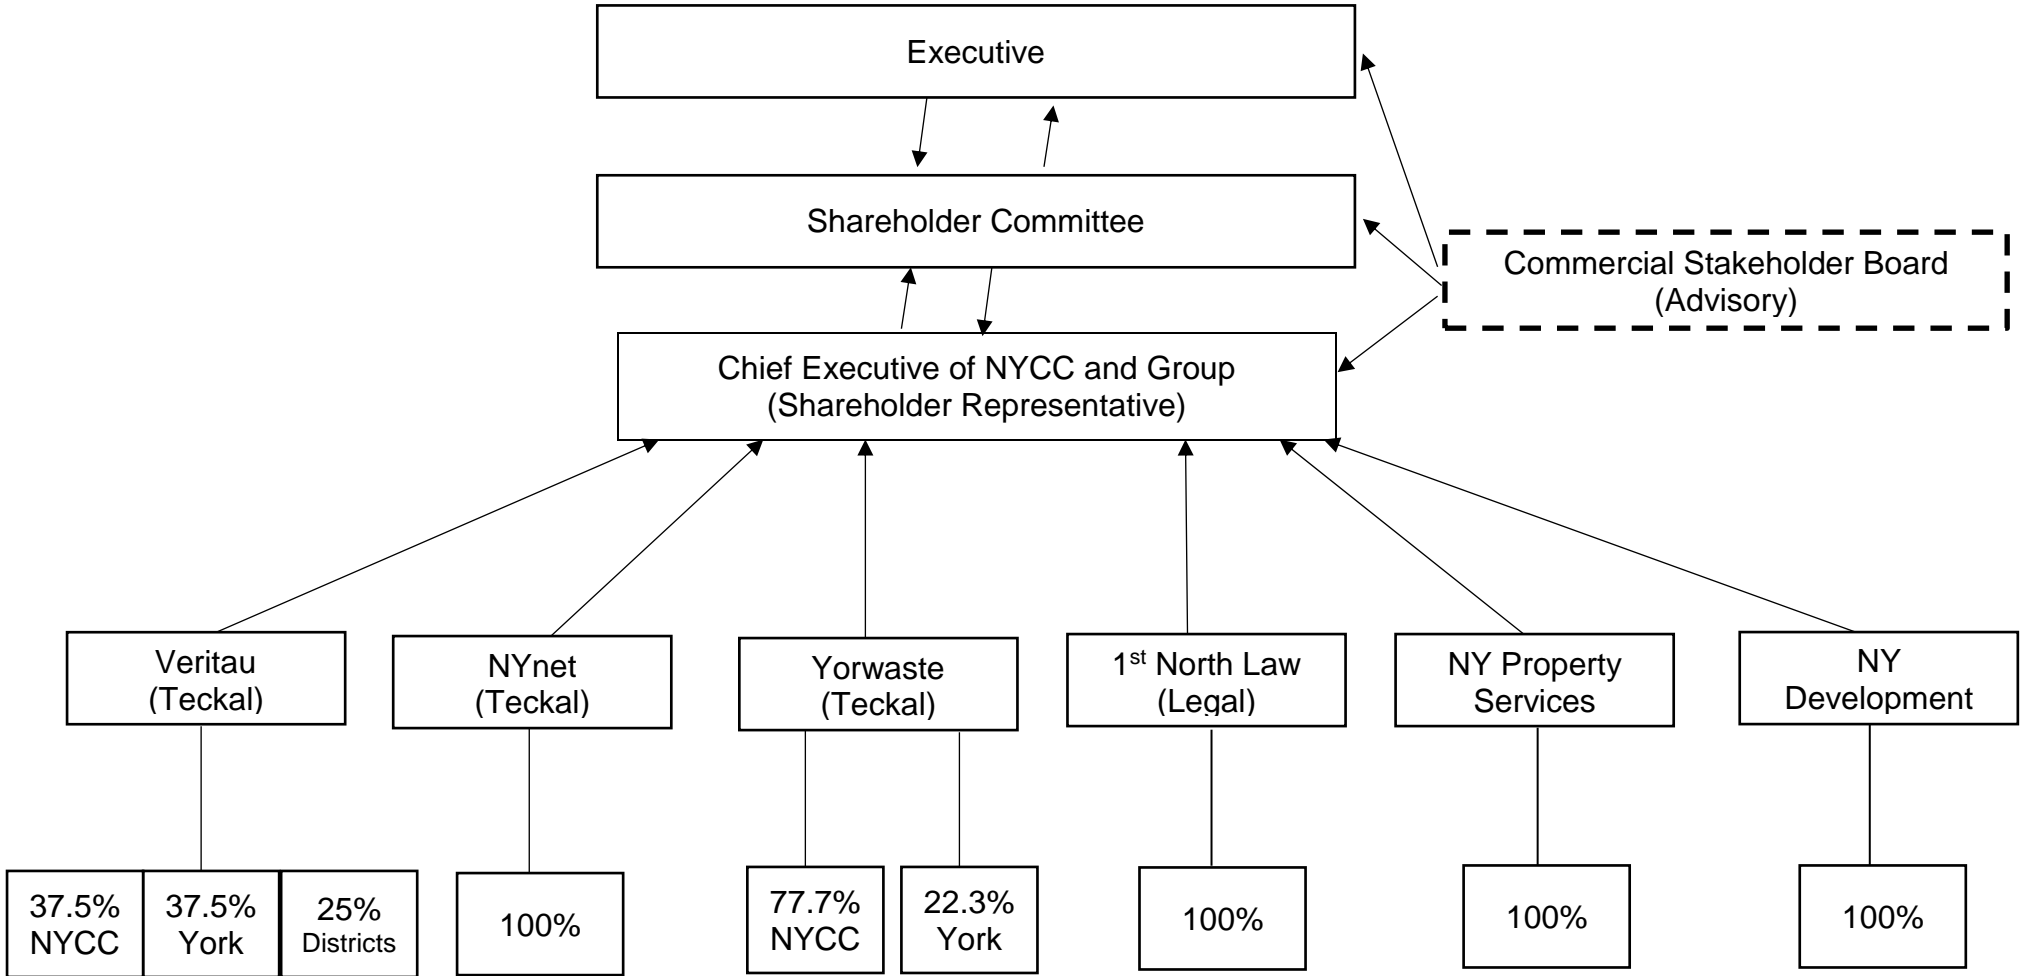 Executive
Shareholder Committee
Commercial Stakeholder Board
(Advisory)
Chief Executive of NYCC and Group
(Shareholder Representative)
Veritau
(Teckal)
NYnet
(Teckal)
Yorwaste
(Teckal)
1st North Law
(Legal)
NY Property
Services
NY
Development
37.5%
NYCC
37.5%
York
25%
Districts
100%
77.7%
NYCC
22.3%
York
100%
100%
100%